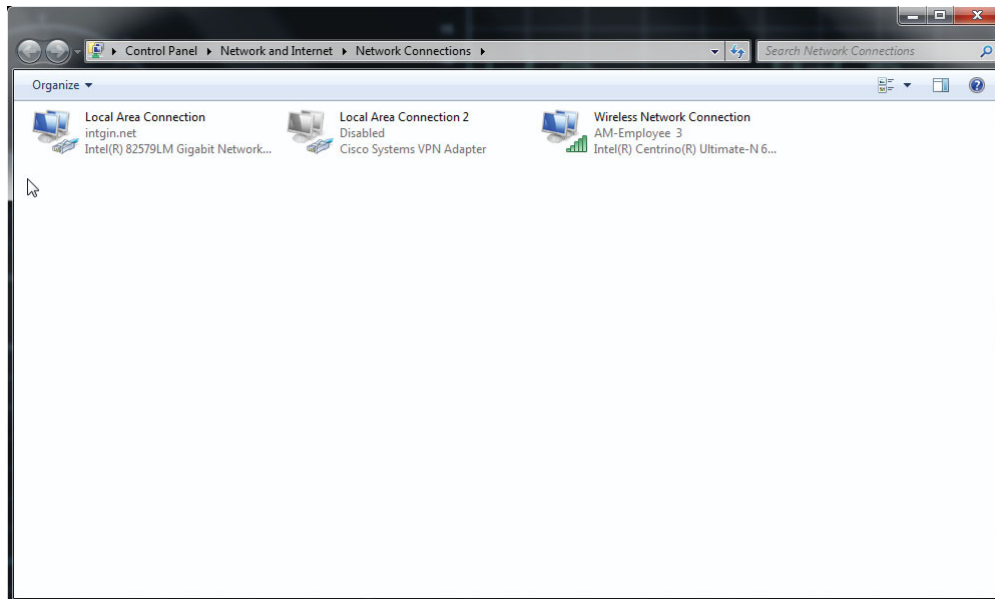 Control Panel Network and Internet Network Connections
Search Network Connections
Organize
Local Area Connection
intgin.net
Intel(R) 82579LM Gigabit Network...
Local Area Connection 2
Disabled
Cisco Systems VPN Adapter
Wireless Network Connection
AM-Employee 3
Intel(R) Centrino(R) Ultimate-N 6...